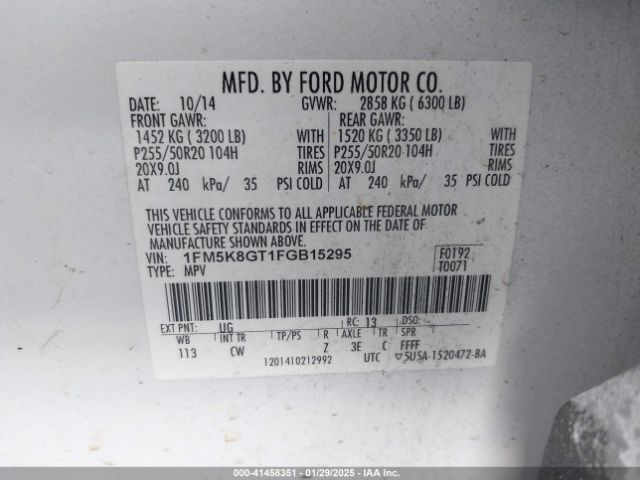 MFD. BY FORD MOTOR CO.
DATE: 10/14 GVWR: 2858 KG ( 6300 LB)
FRONT GAWR: REAR GAWR:
1452 KG ( 3200 LB) WITH 1520 KG ( 3350 LB) WITH
P255/50R20 104H TIRES P255/50R20 104H TIRES
20X9.0J RIMS 20X9.0J RIMS
AT 240 kPa/ 35 PSI COLD AT 240 kPa/ 35 PSI COLD
THIS VEHICLE CONFORMS TO ALL APPLICABLE FEDERAL MOTOR
VEHICLE SAFETY STANDARDS IN EFFECT ON THE DATE OF
MANUFACTURE SHOWN ABOVE.
VIN: 1FM5K8GT1FGB15295 F0192
TYPE: MPV T0071
EXT PNT: UG RC: 13 DSO:
WB INT TR TP/PS R AXLE TR SPR
113 CW Z 3E C FFFF
1201410212992 UTC ▽5USA-1520472-BA
000-41458351 | 01/29/2025 - IAA Inc. |